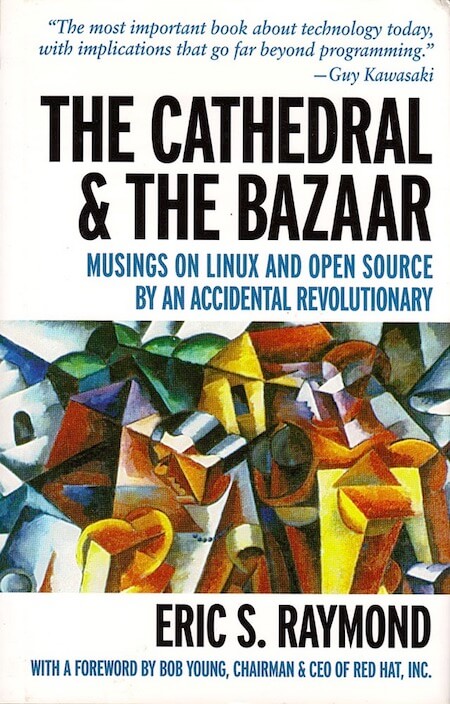 “The most important book about technology today,
with implications that go far beyond programming.”
—Guy Kawasaki
THE CATHEDRAL
& THE BAZAAR
MUSINGS ON LINUX AND OPEN SOURCE
BY AN ACCIDENTAL REVOLUTIONARY
ERIC S. RAYMOND
WITH A FOREWORD BY BOB YOUNG, CHAIRMAN & CEO OF RED HAT, INC.